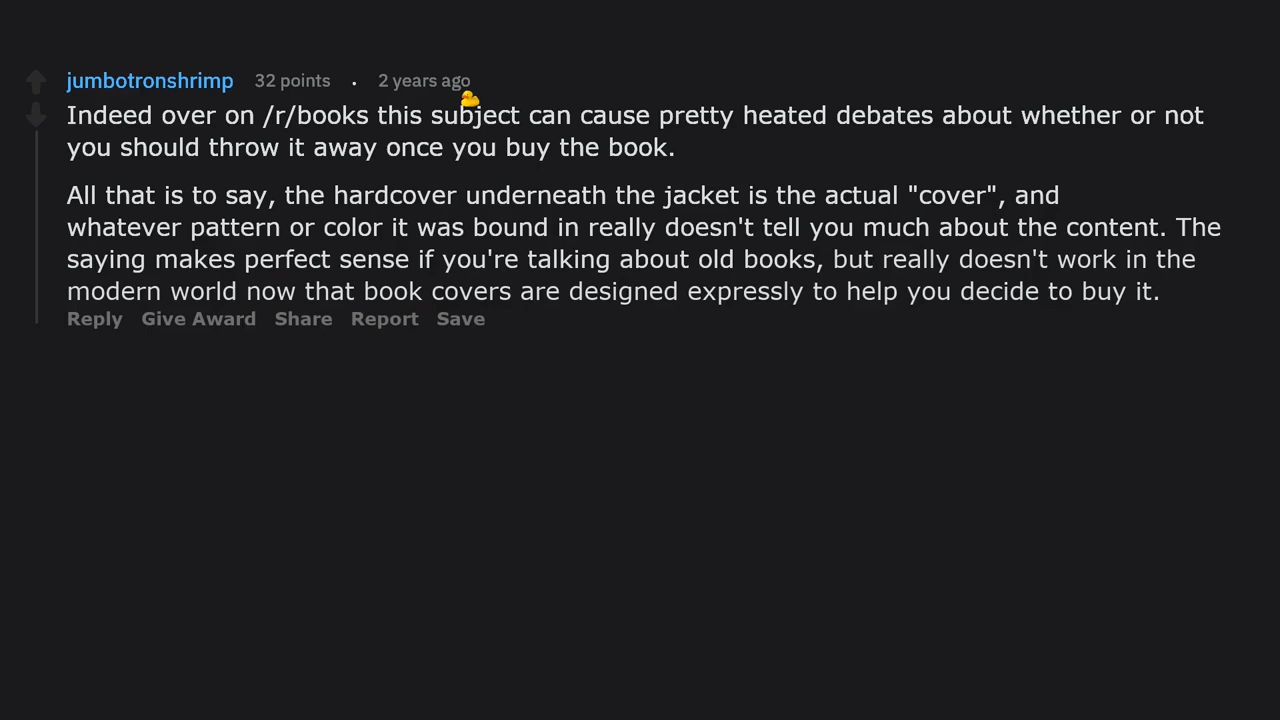 jumbotronshrimp 32 points . 2 years ago
Indeed over on /r/books this subject can cause pretty heated debates about whether or not
you should throw it away once you buy the book.
All that is to say, the hardcover underneath the jacket is the actual "cover", and
whatever pattern or color it was bound in really doesn't tell you much about the content. The
saying makes perfect sense if you're talking about old books, but really doesn't work in the
modern world now that book covers are designed expressly to help you decide to buy it.
Reply Give Award Share Report Save